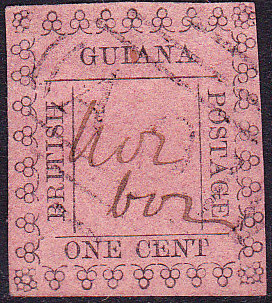 GUIANA
BRITISH
POSTAGE
ONE CENT